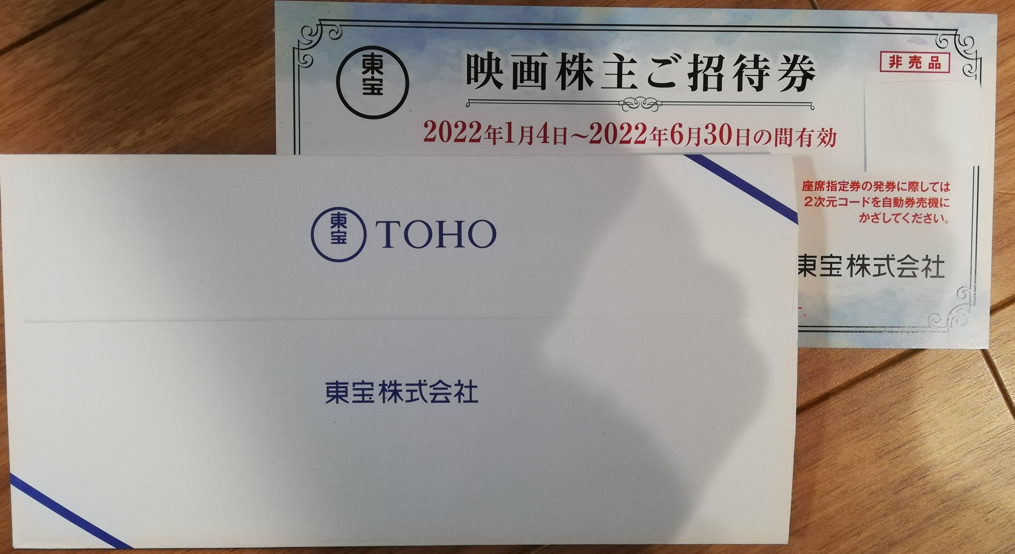 東宝
映画株主ご招待券
非売品
2022年1月4日~2022年6月30日の間有効
座席指定券の発券に際しては
2次元コードを自動券売機に
かざしてください。
東宝株式会社
東宝 TOHO
東宝株式会社